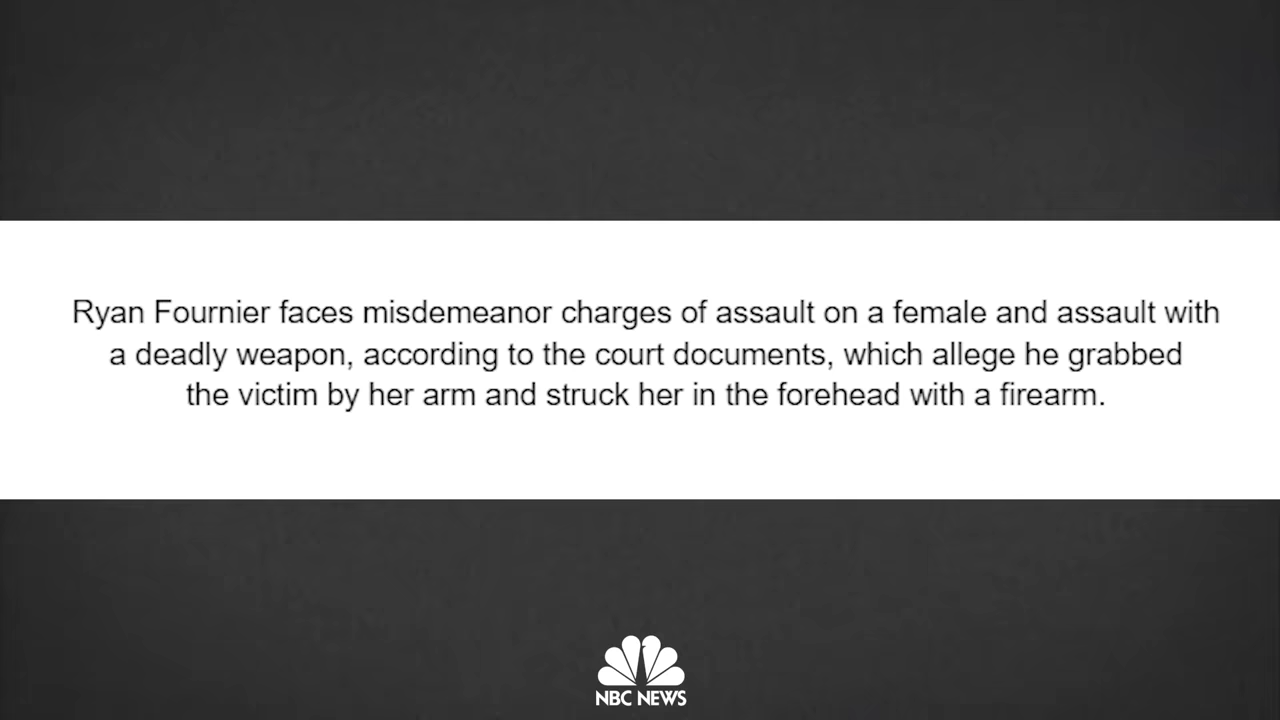 Ryan Fournier faces misdemeanor charges of assault on a female and assault with
a deadly weapon, according to the court documents, which allege he grabbed
the victim by her arm and struck her in the forehead with a firearm.
NBC NEWS